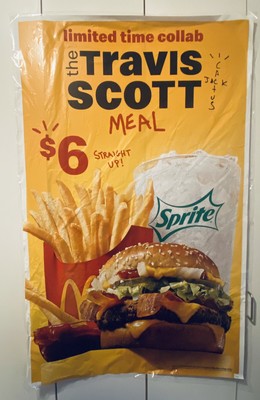 limited time collab
the
TRAVIS
SCOTT
CACTUS
JACK
MEAL
$6
STRAIGHT
UP!
Sprite